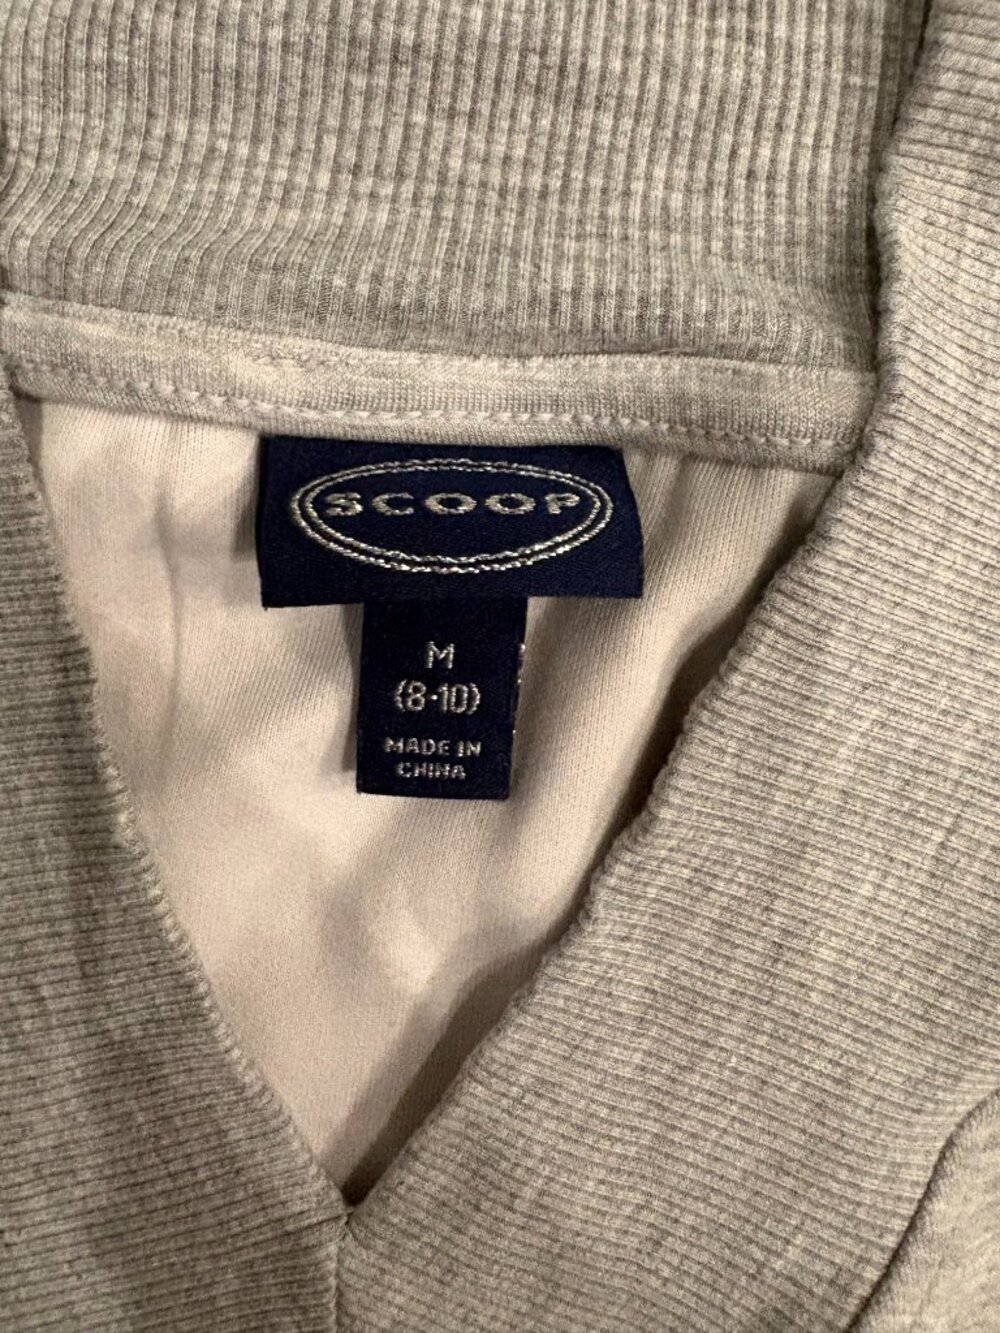 SCOOP
M
(8-10)
MADE IN
CHINA